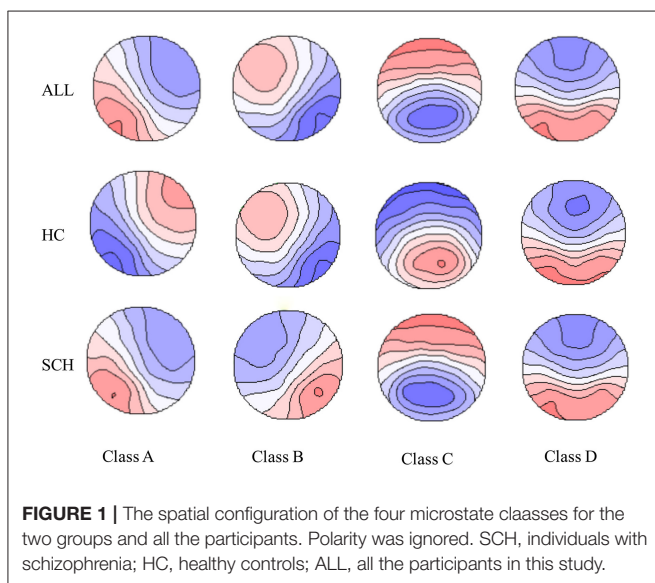 ALL
HC
SCH
Class A Class B Class C Class D
FIGURE 1 | The spatial configuration of the four microstate claasses for the
two groups and all the participants. Polarity was ignored. SCH, individuals with
schizophrenia; HC, healthy controls; ALL, all the participants in this study.